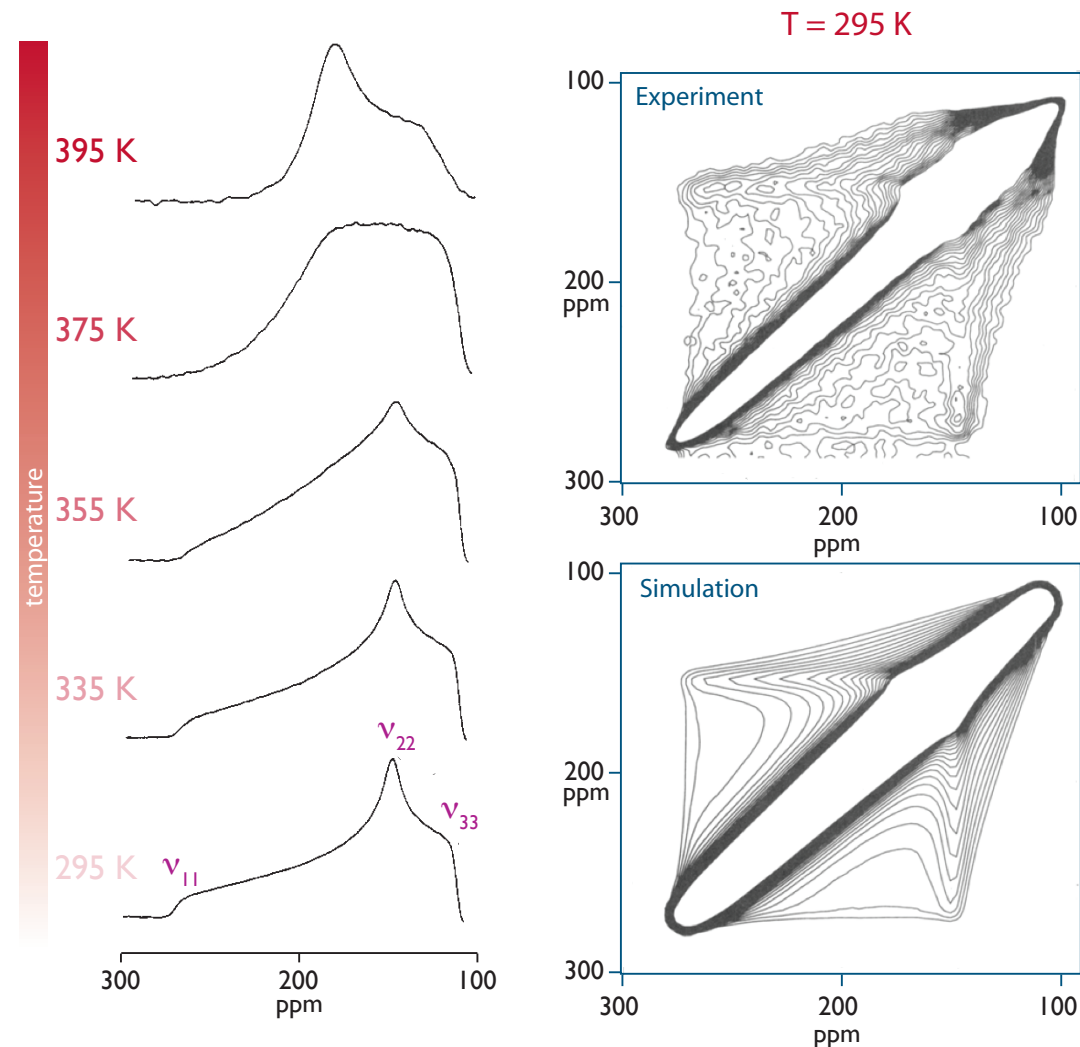 temperature
395 K
375 K
355 K
335 K
295 K
ν11
ν22
ν33
300
200
100
ppm
T = 295 K
Experiment
100
200
ppm
300
300
200
100
ppm
Simulation
100
200
ppm
300
300
200
100
ppm